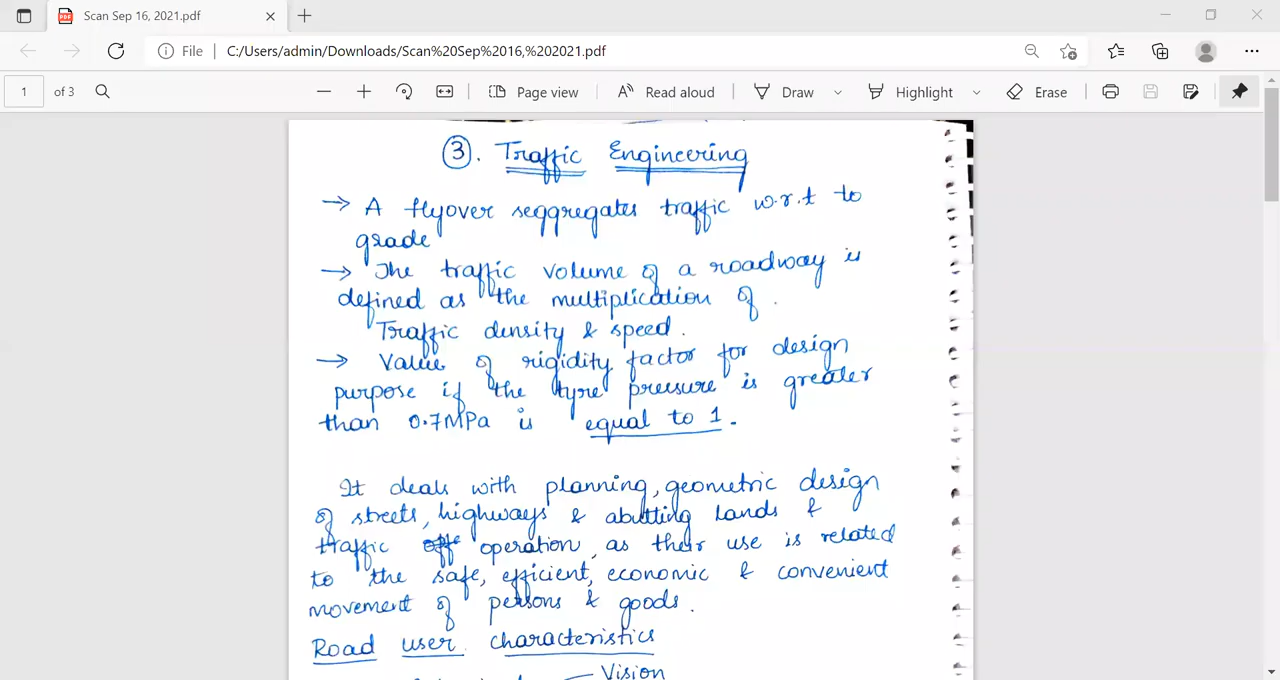 Scan Sep 16, 2021.pdf
File
C:/Users/admin/Downloads/Scan%20Sep%2016,%202021.pdf
1 of 3
Page view
Read aloud
Draw
Highlight
Erase
3. Traffic Engineering
→ A flyover seggregates traffic w.r.t to
grade
→ The traffic volume of a roadway is
defined as the multiplication of.
Traffic density & speed.
→ Value of rigidity factor for design
purpose if the tyre pressure is greater
than 0.7MPa is equal to 1.
It deals with planning, geometric design
of streets, highways & abutting lands &
traffic operation, as their use is related
to the safe, efficient, economic & convenient
movement of persons & goods.
Road user characteristics
Vision